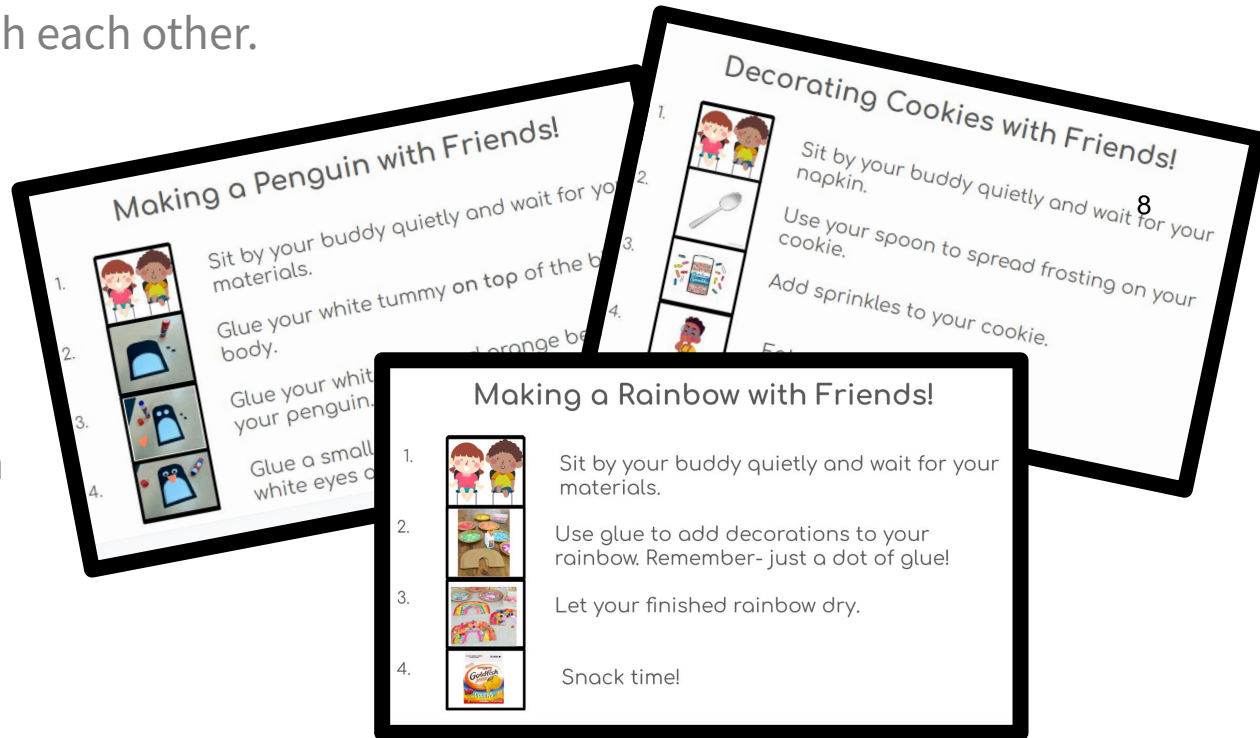 h each other.
Making a Penguin with Friends!
1.
Sit by your buddy quietly and wait for
materials.
2.
Glue your white tummy on top of the
body.
3.
Glue your
your penguin.
orange
4.
Glue a small
white eyes
Decorating Cookies with Friends!
1.
Sit by your buddy quietly and wait for your
napkin.
8
2.
Use your spoon to spread frosting on your
cookie.
3.
Add sprinkles to your cookie.
4.
Making a Rainbow with Friends!
1.
Sit by your buddy quietly and wait for your
materials.
2.
Use glue to add decorations to your
rainbow. Remember- just a dot of glue!
3.
Let your finished rainbow dry.
4.
Goldfish
Snack time!